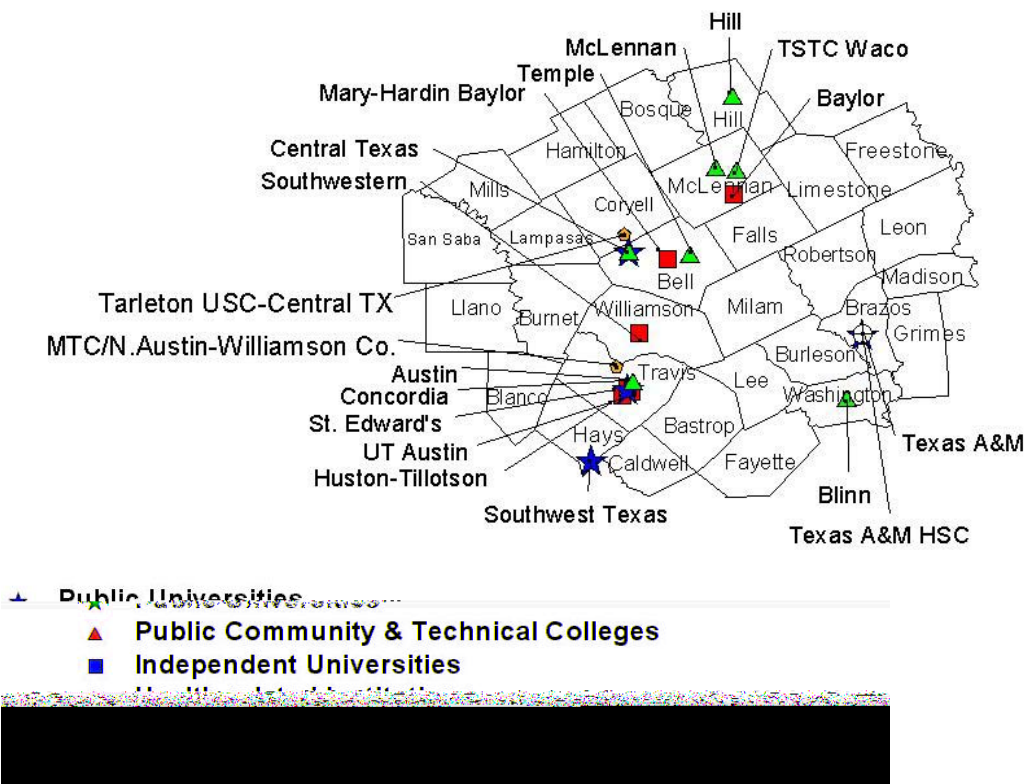 Hill
McLennan
TSTC Waco
Temple
Mary-Hardin Baylor
Baylor
Bosque
Hill
Central Texas
Hamilton
Freestone
Southwestern
Mills
McLennan
Limestone
Coryell
San Saba
Lampasas
Falls
Leon
Robertson
Bell
Madison
Tarleton USC-Central TX
Llano
Burnet
Williamson
Milam
Brazos
Grimes
MTC/N.Austin-Williamson Co.
Burleson
Austin
Travis
Lee
Concordia
Blanco
Washington
St. Edward's
Bastrop
Hays
Texas A&M
UT Austin
Caldwell
Fayette
Huston-Tillotson
Blinn
Southwest Texas
Texas A&M HSC
Public Universities
Public Community & Technical Colleges
Independent Universities